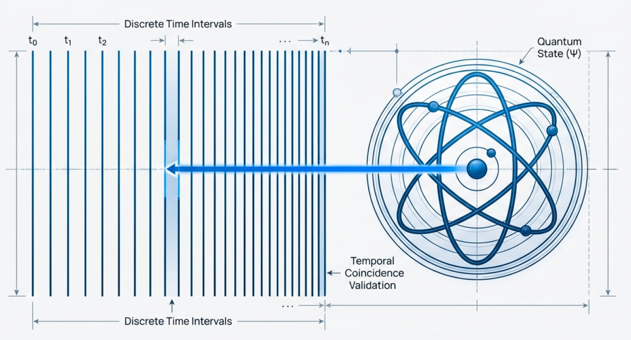 Discrete Time Intervals
t₀ t₁ t₂ ... tₙ
Quantum
State (Ψ)
Temporal
Coincidence
Validation
...
Discrete Time Intervals